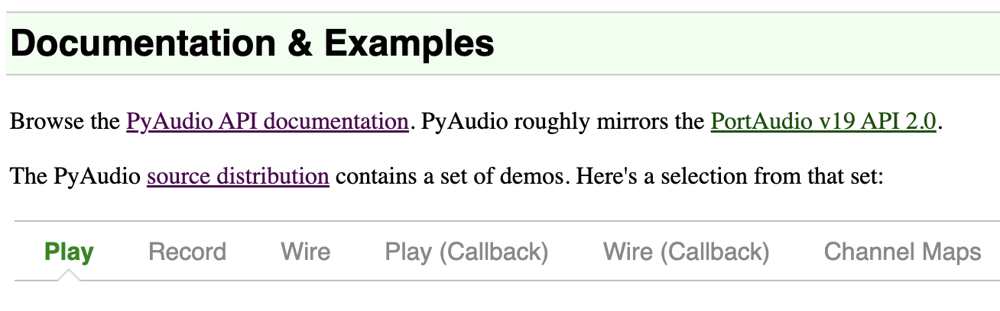 Documentation & Examples
Browse the PyAudio API documentation. PyAudio roughly mirrors the PortAudio v19 API 2.0.
The PyAudio source distribution contains a set of demos. Here's a selection from that set:
Play Record Wire Play (Callback) Wire (Callback) Channel Maps